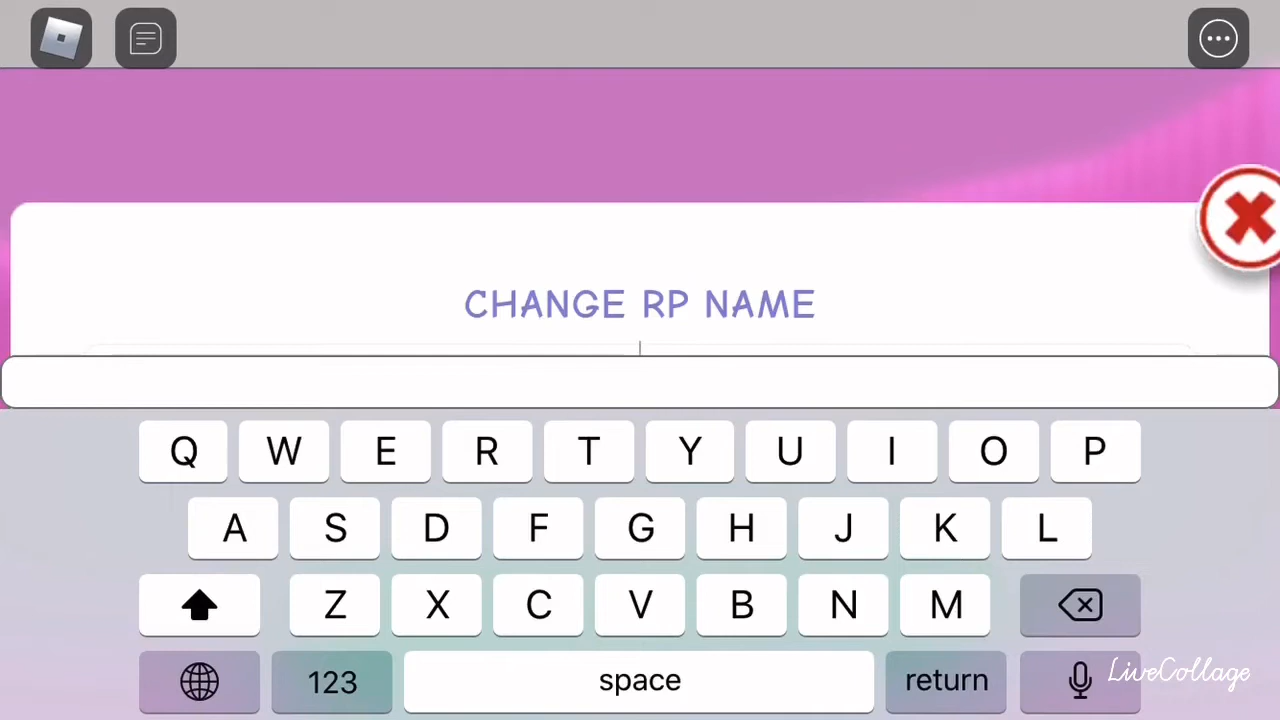 CHANGE RP NAME
Q W E R T Y U I O P
A S D F G H J K L
Z X C V B N M
123 space return
LiveCollage